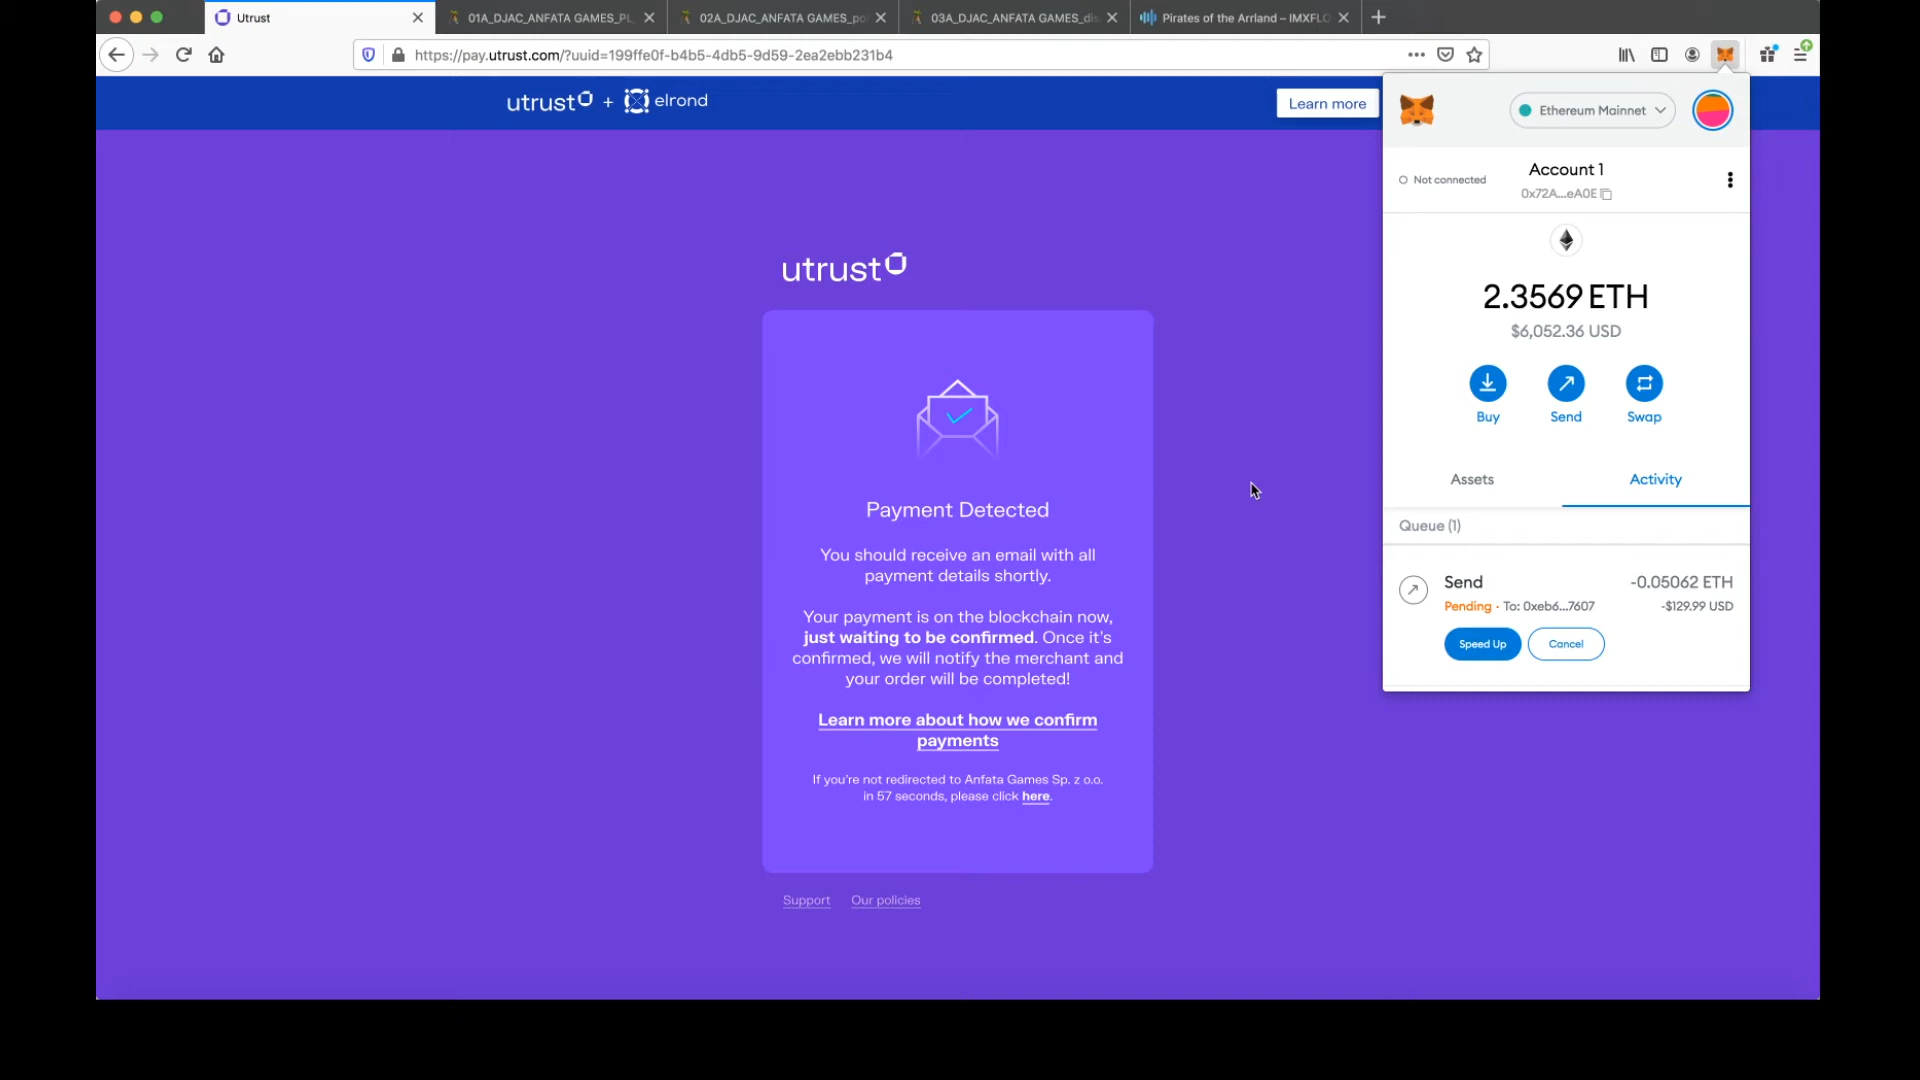 Utrust
01A_DJAC_ANFATA GAMES_PL
02A_DJAC_ANFATA GAMES_po
03A_DJAC_ANFATA GAMES_dis
Pirates of the Arrland – IMXFLO
https://pay.utrust.com/?uuid=199ffe0f-b4b5-4db5-9d59-2ea2ebb231b4
utrust + elrond
Learn more
utrust
Payment Detected
You should receive an email with all
payment details shortly.
Your payment is on the blockchain now,
just waiting to be confirmed. Once it's
confirmed, we will notify the merchant and
your order will be completed!
Learn more about how we confirm
payments
If you're not redirected to Anfata Games Sp. z o.o.
in 57 seconds, please click here.
Support Our policies
Ethereum Mainnet
Not connected
Account 1
0x72A...eA0E
2.3569 ETH
$6,052.36 USD
Buy Send Swap
Assets Activity
Queue (1)
Send -0.05062 ETH
Pending · To: 0xeb6...7607 -$129.99 USD
Speed Up Cancel